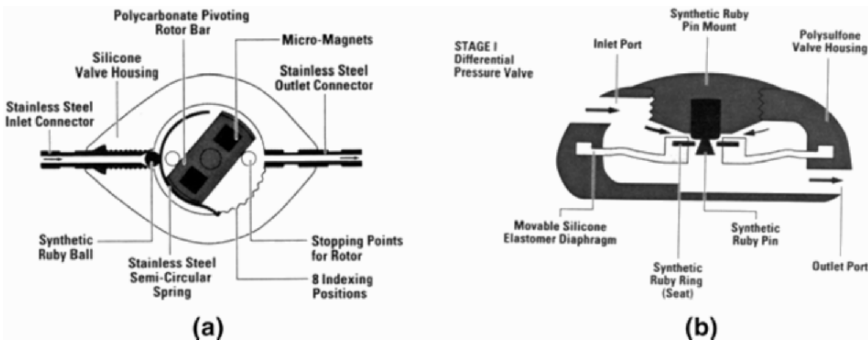 Polycarbonate Pivoting
Rotor Bar
Micro-Magnets
Silicone
Valve Housing
Stainless Steel
Outlet Connector
Stainless Steel
Inlet Connector
Synthetic
Ruby Ball
Stainless Steel
Semi-Circular
Spring
Stopping Points
for Rotor
8 Indexing
Positions
(a)
STAGE I
Differential
Pressure Valve
Synthetic Ruby
Pin Mount
Inlet Port
Polysulfone
Valve Housing
Movable Silicone
Elastomer Diaphragm
Synthetic
Ruby Pin
Synthetic
Ruby Ring
(Seat)
Outlet Port
(b)